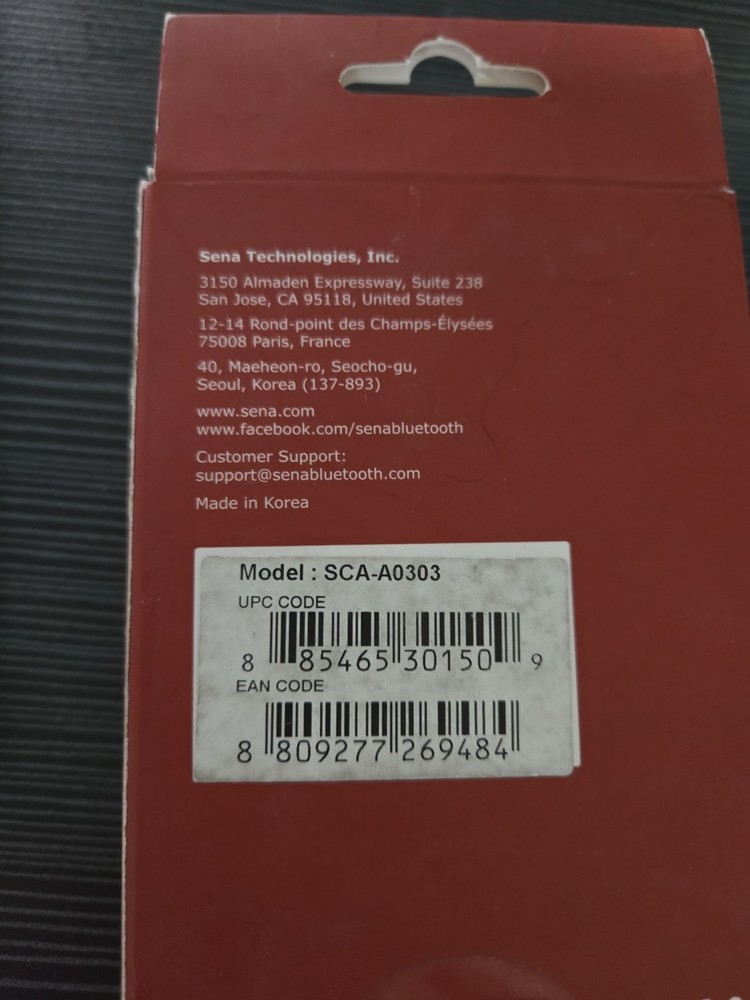 Sena Technologies, Inc.
3150 Almaden Expressway, Suite 238
San Jose, CA 95118, United States
12-14 Rond-point des Champs-Élysées
75008 Paris, France
40, Maeheon-ro, Seocho-gu,
Seoul, Korea (137-893)
www.sena.com
www.facebook.com/senabluetooth
Customer Support:
support@senabluetooth.com
Made in Korea
Model : SCA-A0303
UPC CODE
8 85465 30150 9
EAN CODE
8 809277 269484